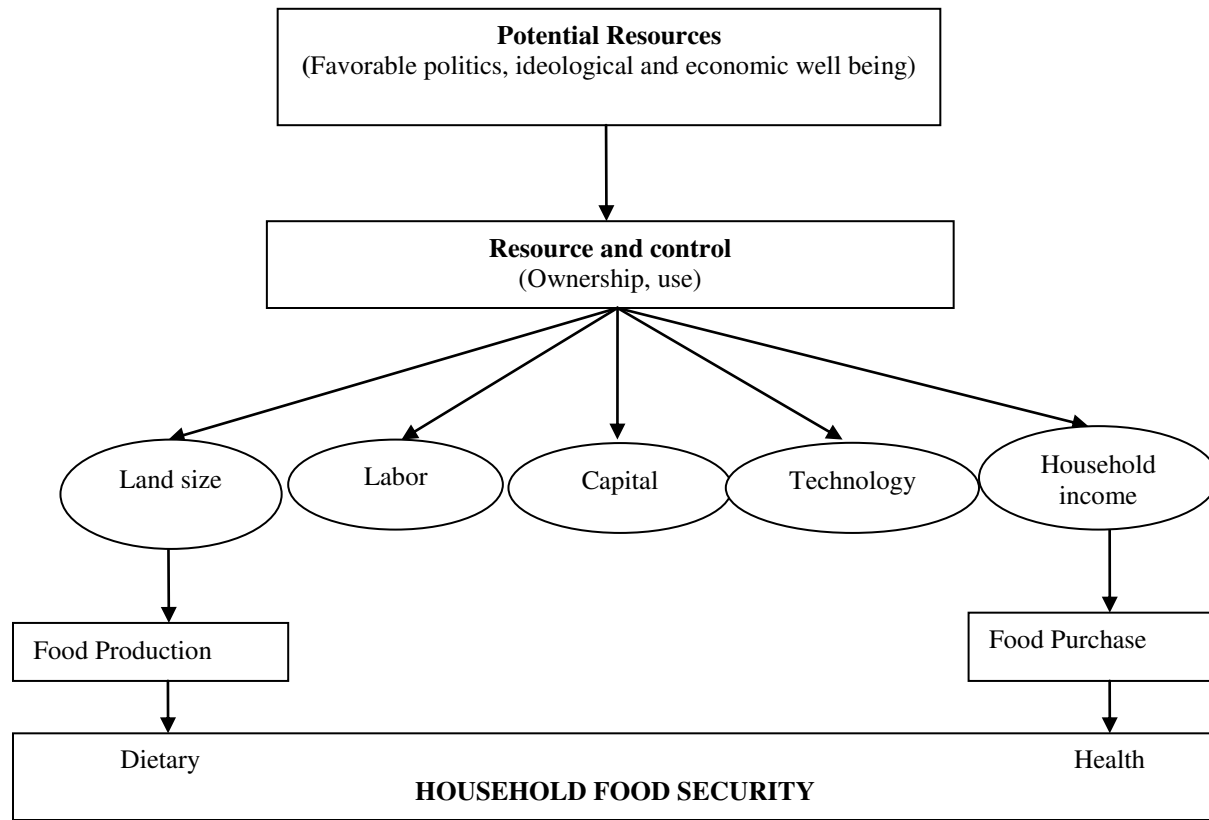 Potential Resources
(Favorable politics, ideological and economic well being)
Resource and control
(Ownership, use)
Land size
Labor
Capital
Technology
Household
income
Food Production
Food Purchase
Dietary
Health
HOUSEHOLD FOOD SECURITY